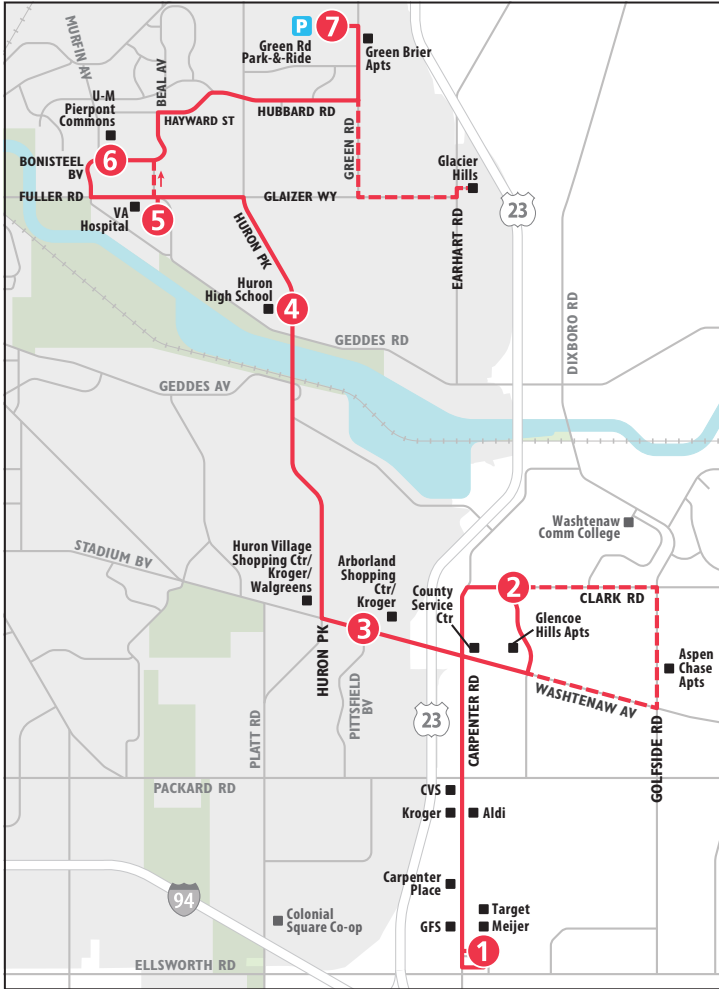 MURFIN AV
BEAL AV
P
7
Green Rd
Park-&-Ride
Green Brier
Apts
U-M
Pierpont
Commons
HAYWARD ST
HUBBARD RD
GREEN RD
BONISTEEL
BV
6
Glacier
Hills
FULLER RD
GLAIZER WY
23
VA
Hospital
5
HURON PK
EARHART RD
Huron
High School
4
GEDDES RD
DIXBORO RD
GEDDES AV
Washtenaw
Comm College
STADIUM BV
Huron Village
Shopping Ctr/
Kroger/
Walgreens
Arborland
Shopping
Ctr/
Kroger
County
Service
Ctr
2
CLARK RD
Glencoe
Hills Apts
3
Aspen
Chase
Apts
HURON PK
PITTSFIELD
BV
CARPENTER RD
WASHTENAW AV
GOLFSIDE RD
PLATT RD
23
PACKARD RD
CVS
Kroger
Aldi
Carpenter
Place
94
Target
Colonial
Square Co-op
GFS
Meijer
1
ELLSWORTH RD